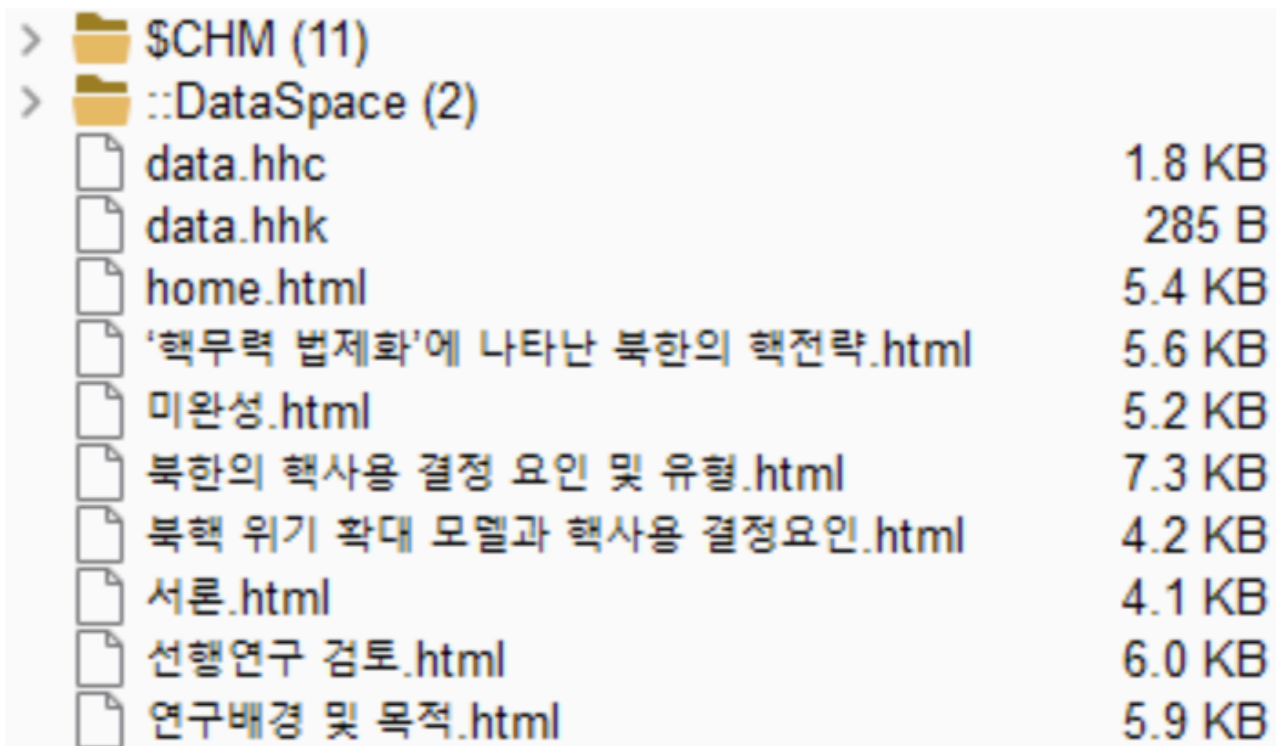 $CHM (11)
::DataSpace (2)
data.hhc 1.8 KB
data.hhk 285 B
home.html 5.4 KB
‘핵무력 법제화’에 나타난 북한의 핵전략.html 5.6 KB
미완성.html 5.2 KB
북한의 핵사용 결정 요인 및 유형.html 7.3 KB
북핵 위기 확대 모델과 핵사용 결정요인.html 4.2 KB
서론.html 4.1 KB
선행연구 검토.html 6.0 KB
연구배경 및 목적.html 5.9 KB